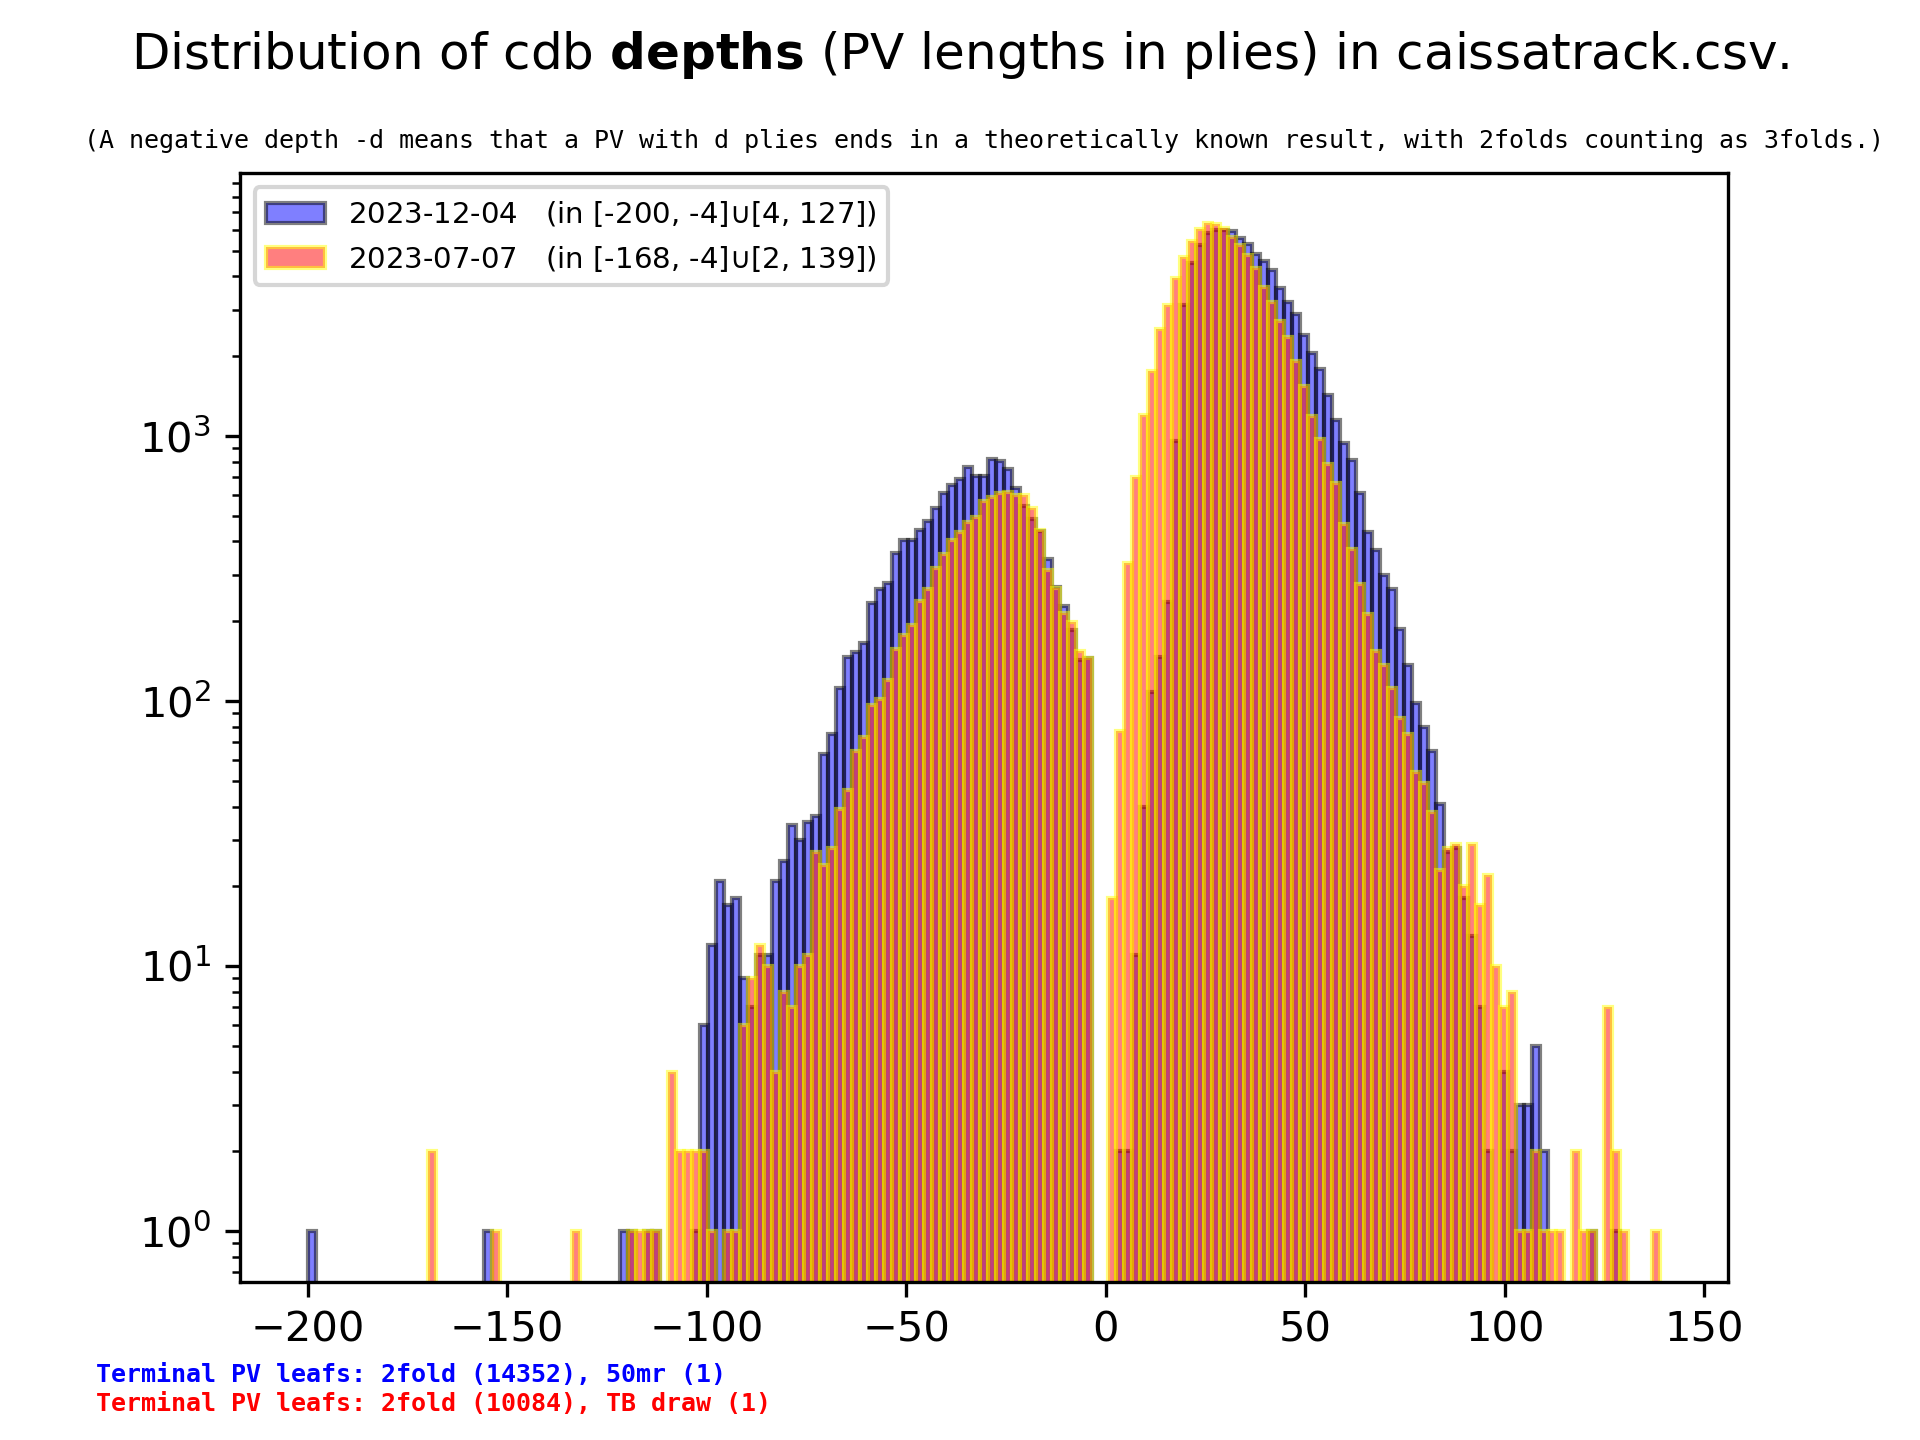 Distribution of cdb depths (PV lengths in plies) in caissatrack.csv.
(A negative depth -d means that a PV with d plies ends in a theoretically known result, with 2folds counting as 3folds.)
2023-12-04 (in [-200, -4]∪[4, 127])
2023-07-07 (in [-168, -4]∪[2, 139])
10³
10²
10¹
10⁰
−200 −150 −100 −50 0 50 100 150
Terminal PV leafs: 2fold (14352), 50mr (1)
Terminal PV leafs: 2fold (10084), TB draw (1)